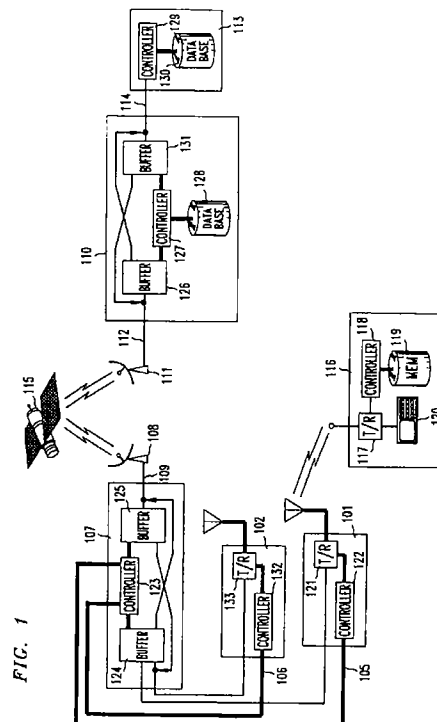 FIG. 1
107
124
BUFFER
123
CONTROLLER
125
BUFFER
109
108
115
111
112
110
126
BUFFER
127
CONTROLLER
128
DATA
BASE
131
BUFFER
114
113
129
CONTROLLER
130
DATA
BASE
102
133
T/R
132
CONTROLLER
106
101
121
T/R
122
CONTROLLER
105
116
117
T/R
118
CONTROLLER
119
MEM
120